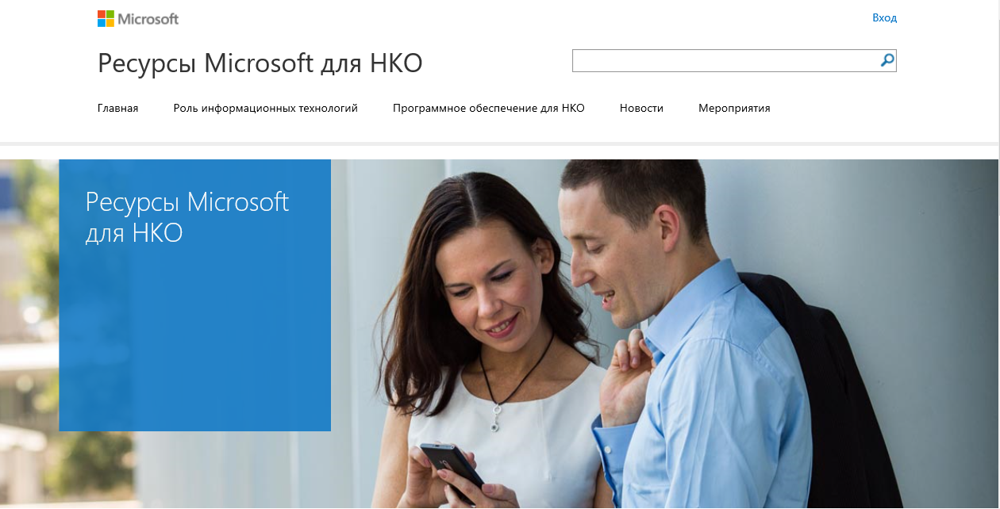 Microsoft
Вход
Ресурсы Microsoft для НКО
Главная Роль информационных технологий Программное обеспечение для НКО Новости Мероприятия
Ресурсы Microsoft
для НКО